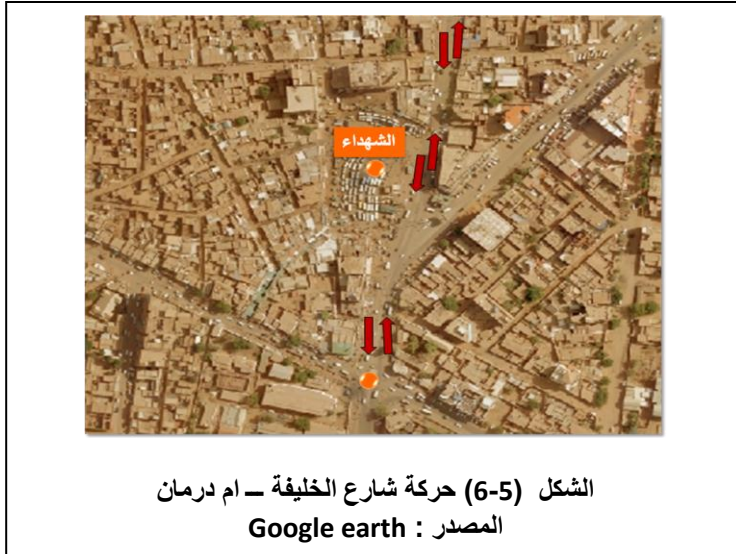 الشهداء
الشكل (5-6) حركة شارع الخليفة – ام درمان
المصدر : Google earth